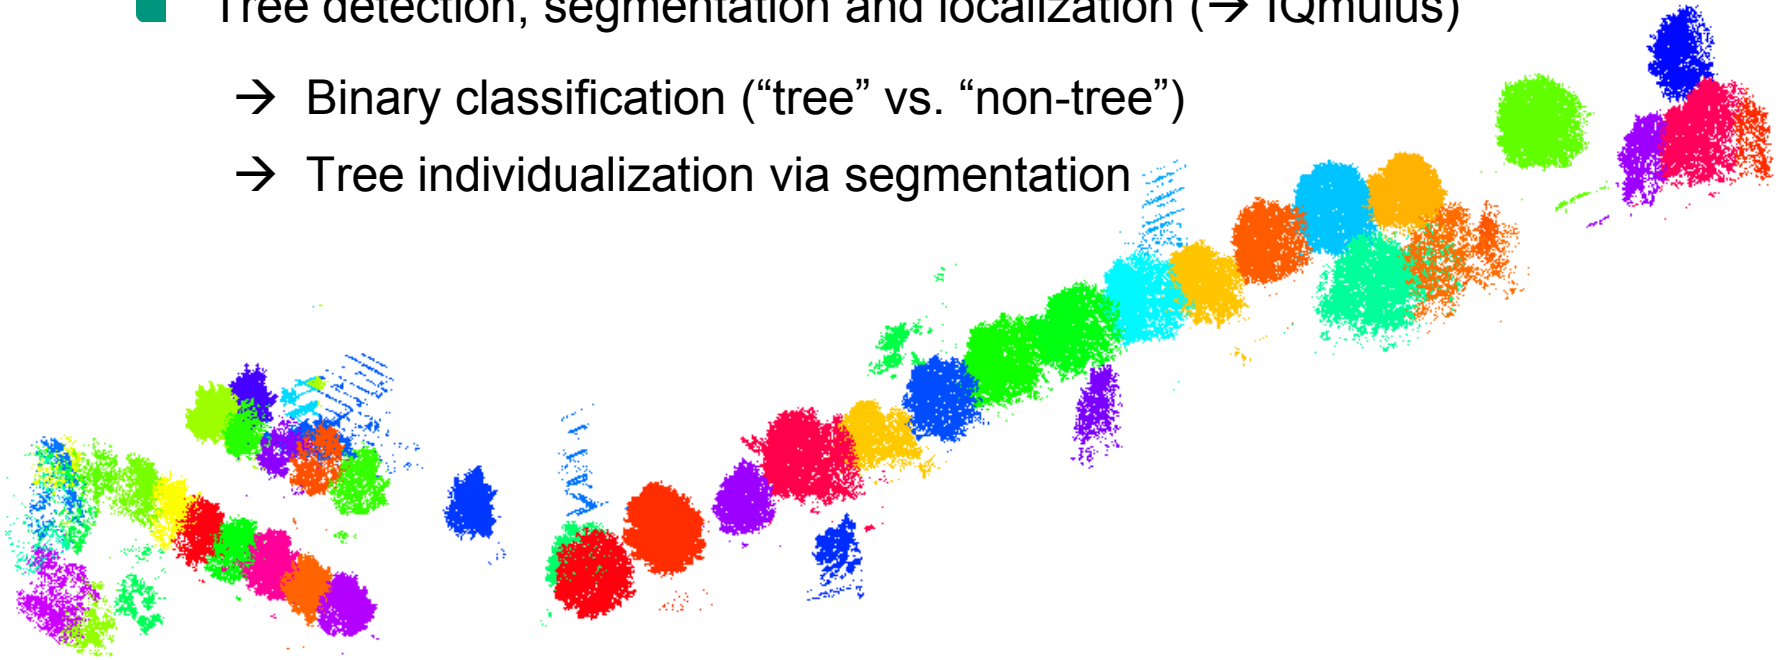 Tree detection, segmentation and localization (→ IQmulus)
→ Binary classification (“tree” vs. “non-tree”)
→ Tree individualization via segmentation